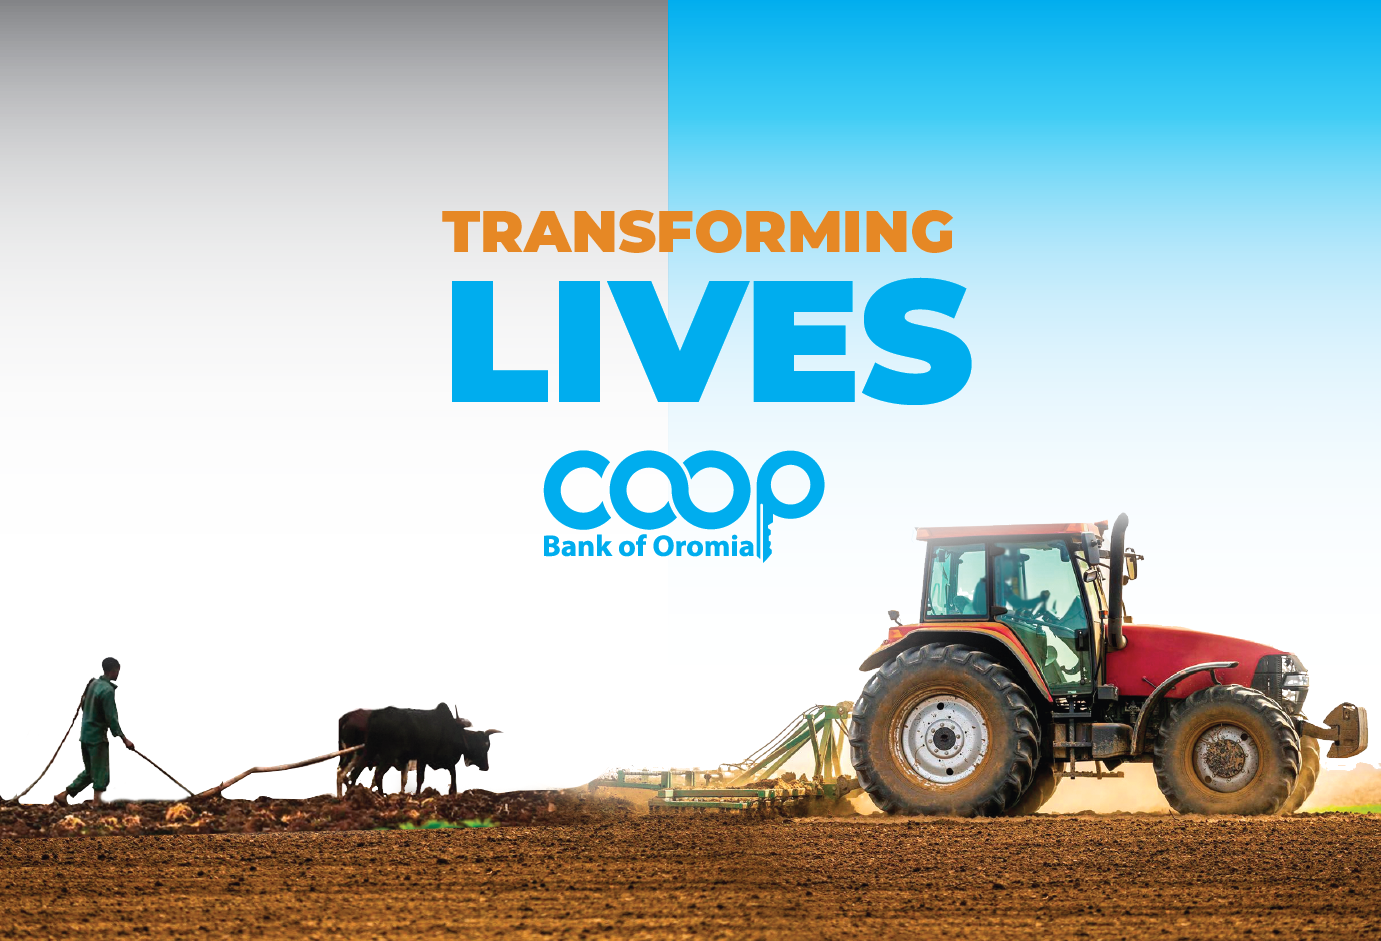 TRANSFORMING
LIVES
coop
Bank of Oromia